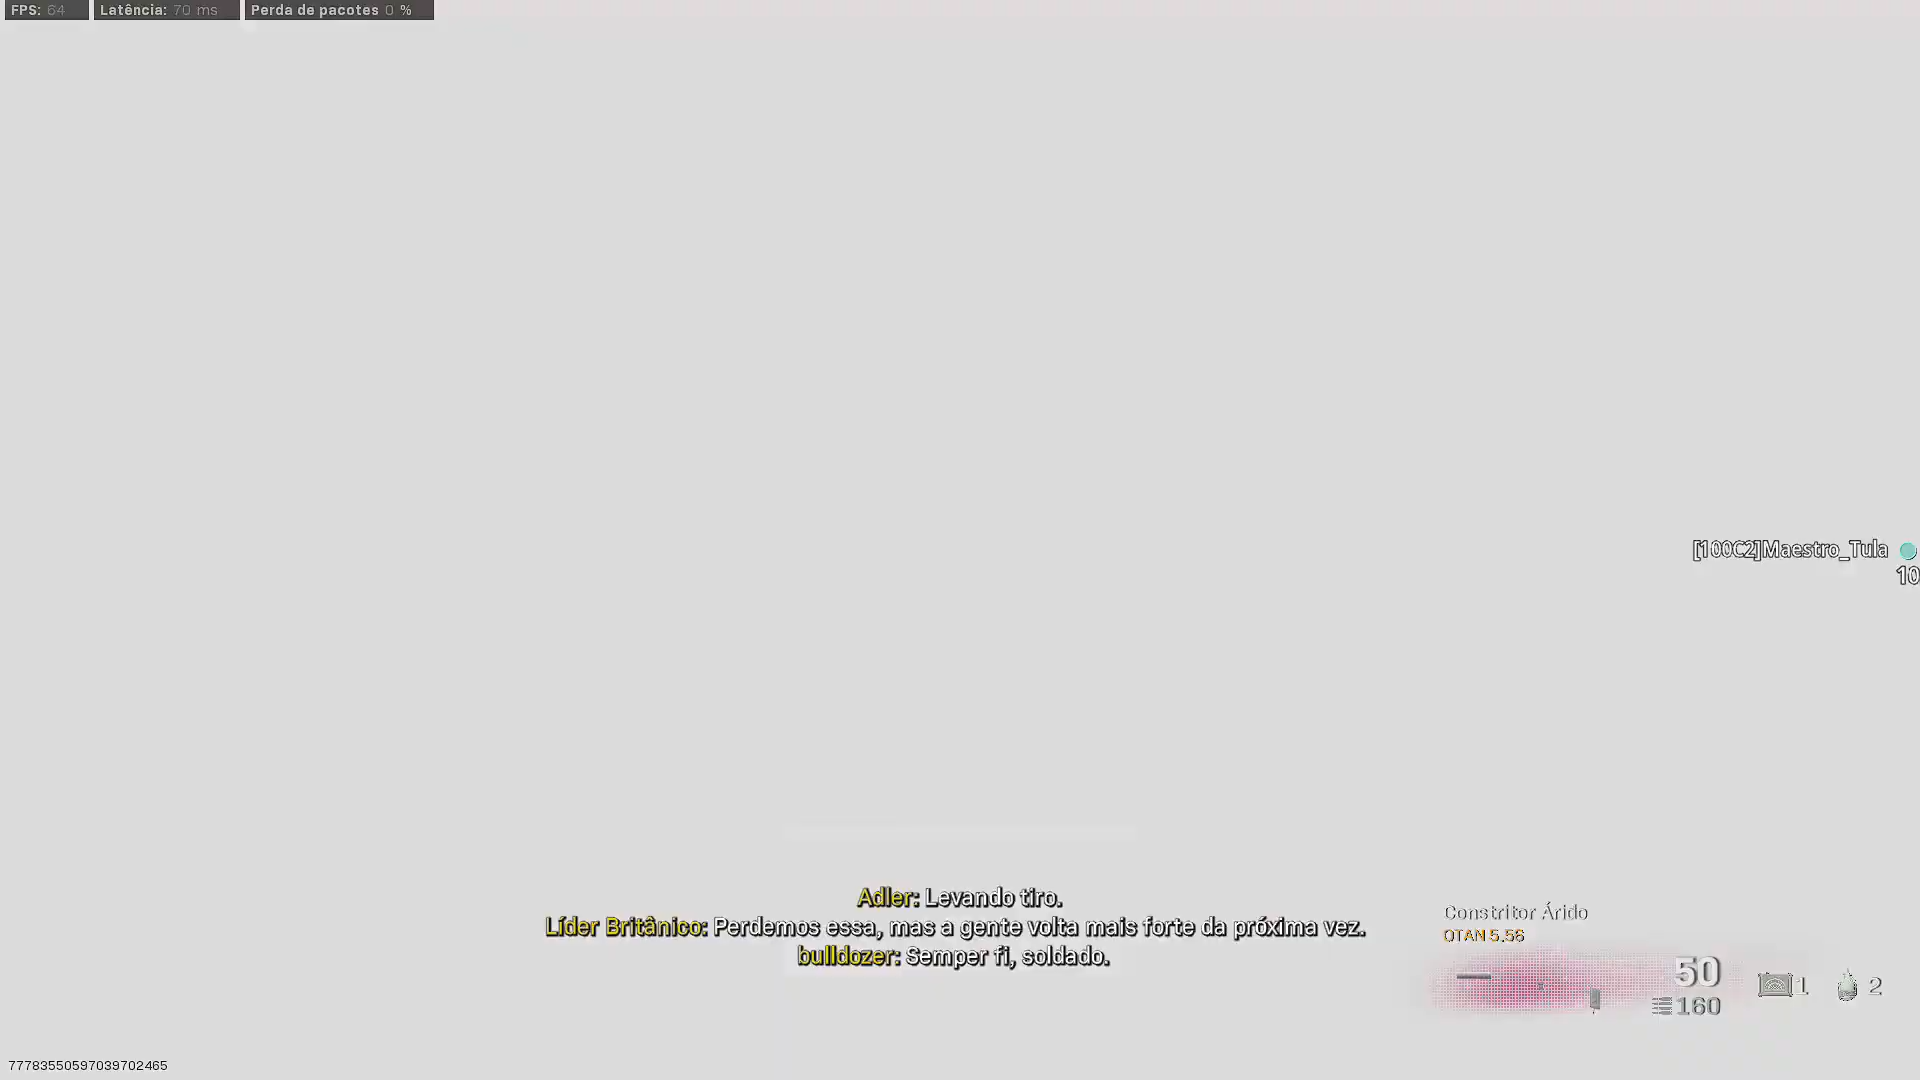 FPS: 64 Latência: 70 ms Perda de pacotes 0 %
[100C2]Maestro_Tula
10
Adler: Levando tiro.
Líder Britânico: Perdemos essa, mas a gente volta mais forte da próxima vez.
bulldozer: Semper fi, soldado.
Constritor Árido
OTAN 5.56
50
160
1
2
77783550597039702465